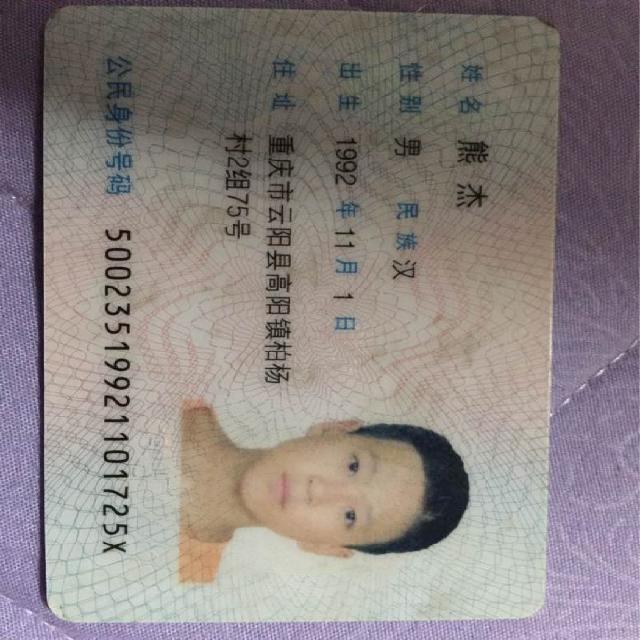 姓名 熊杰
性别 男 民族 汉
出生 1992 年 11 月 1 日
住址 重庆市云阳县高阳镇柏杨
村2组75号
公民身份号码 50023519921101725X